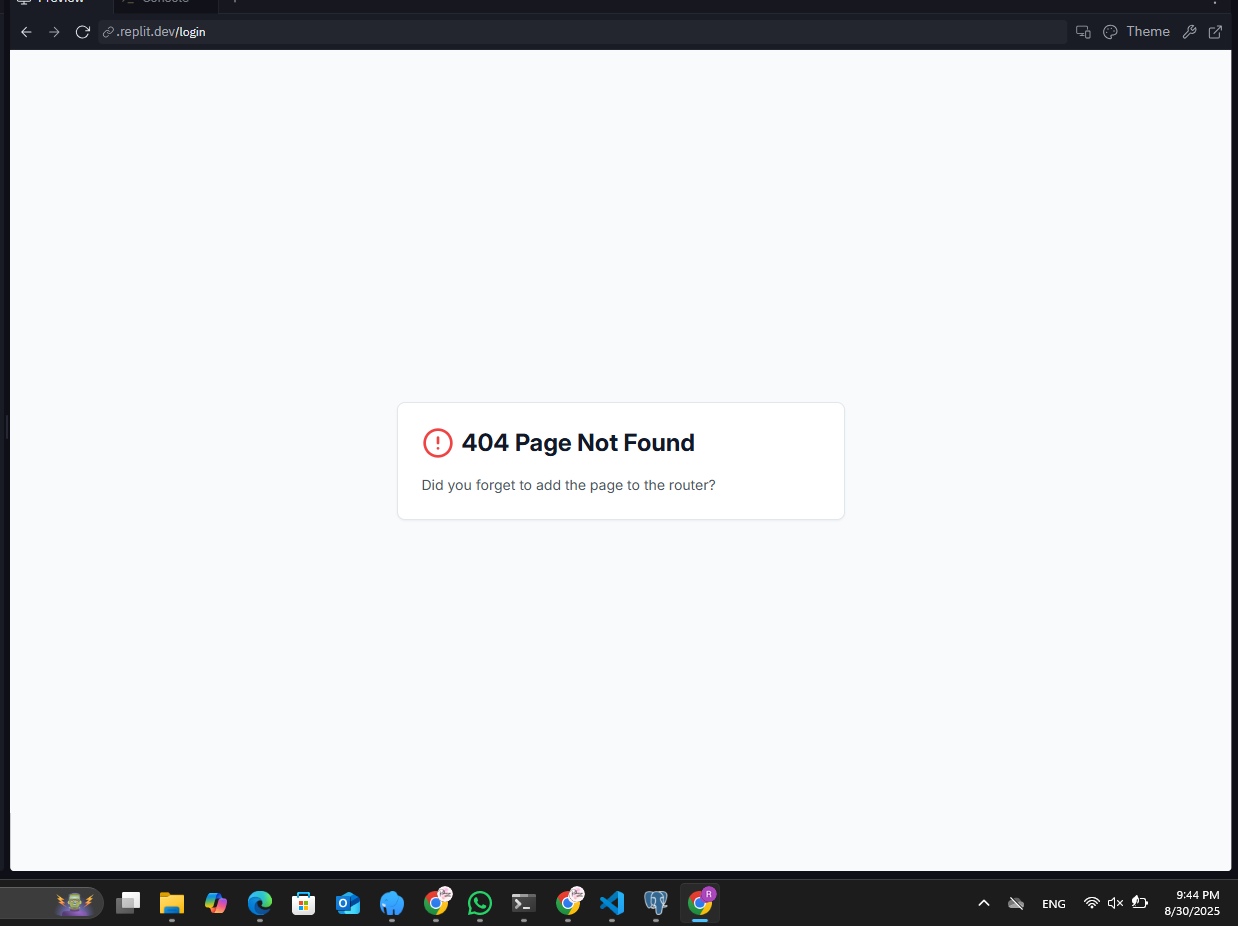 Preview
Console
.replit.dev/login
Theme
404 Page Not Found
Did you forget to add the page to the router?
R
ENG
9:44 PM
8/30/2025